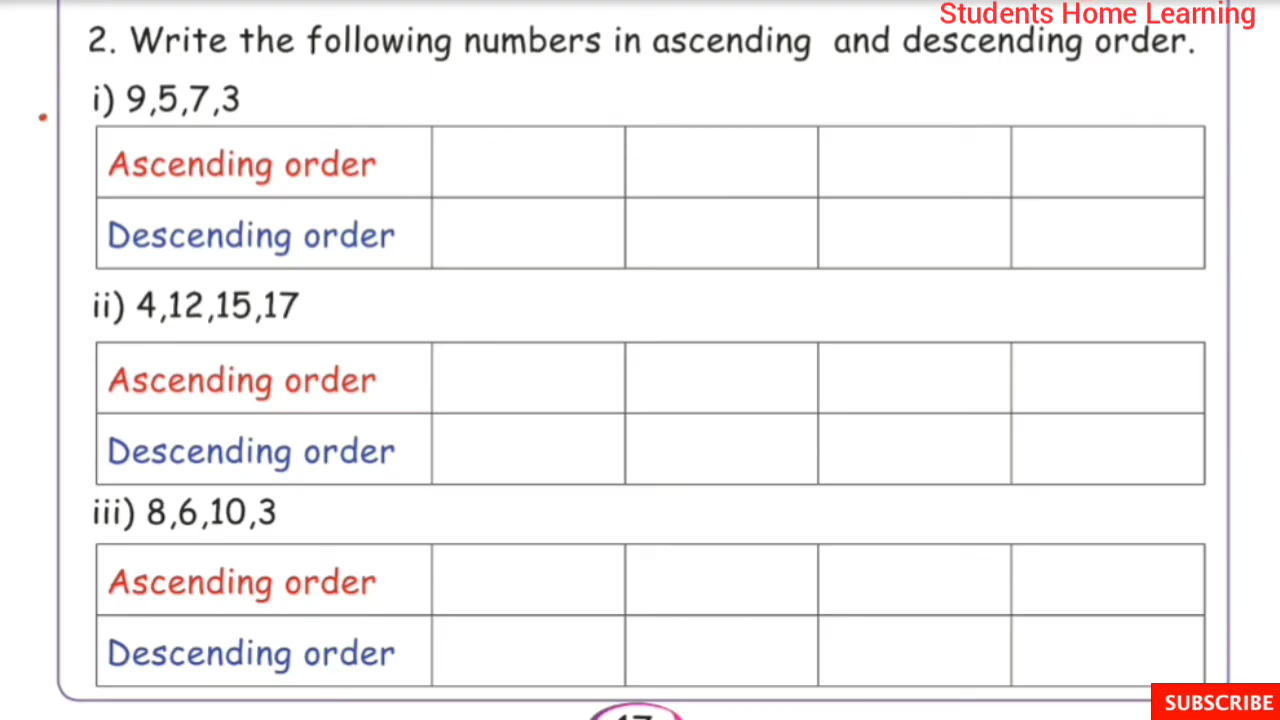 Students Home Learning
2. Write the following numbers in ascending and descending order.
i) 9,5,7,3
Ascending order
Descending order
ii) 4,12,15,17
Ascending order
Descending order
iii) 8,6,10,3
Ascending order
Descending order
SUBSCRIBE